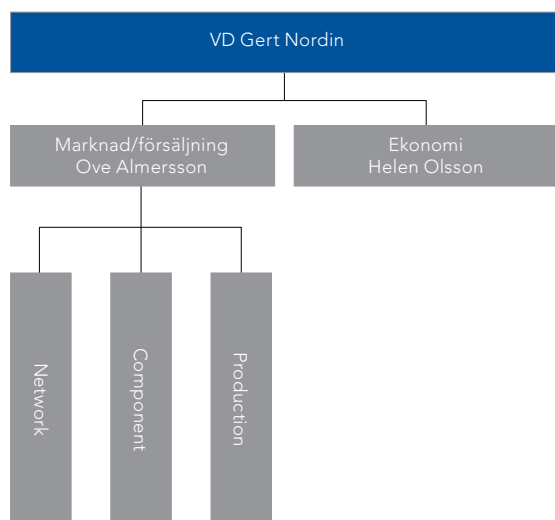 VD Gert Nordin
Marknad/försäljning
Ove Almersson
Ekonomi
Helen Olsson
Network
Component
Production